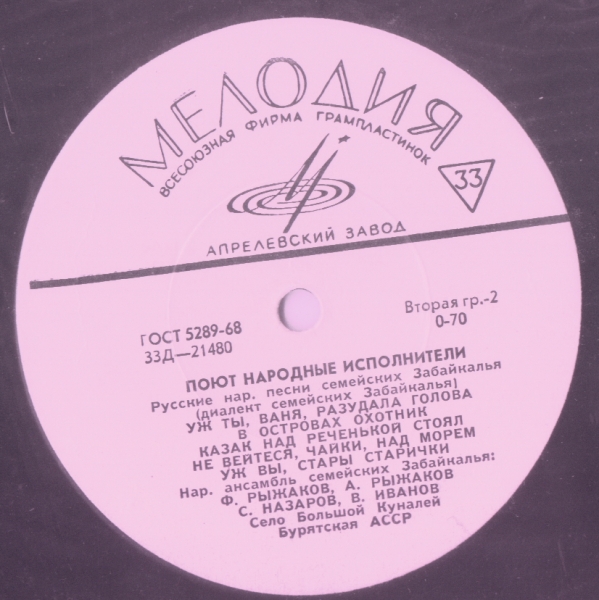 МЕЛОДИЯ
ВСЕСОЮЗНАЯ ФИРМА ГРАМПЛАСТИНОК
33
АПРЕЛЕВСКИЙ ЗАВОД
ГОСТ 5289-68
33Д—21480
Вторая гр.-2
0-70
ПОЮТ НАРОДНЫЕ ИСПОЛНИТЕЛИ
Русские нар. песни семейских Забайкалья
(диалект семейских Забайкалья)
УЖ ТЫ, ВАНЯ, РАЗУДАЛА ГОЛОВА
В ОСТРОВАХ ОХОТНИК
КАЗАК НАД РЕЧЕНЬКОЙ СТОЯЛ
НЕ ВЕЙТЕСЯ, ЧАЙКИ, НАД МОРЕМ
УЖ ВЫ, СТАРЫ СТАРИЧКИ
Нар. ансамбль семейских Забайкалья:
Ф. РЫЖАКОВ, А. РЫЖАКОВ
С. НАЗАРОВ, В. ИВАНОВ
Село Большой Куналей
Бурятская АССР